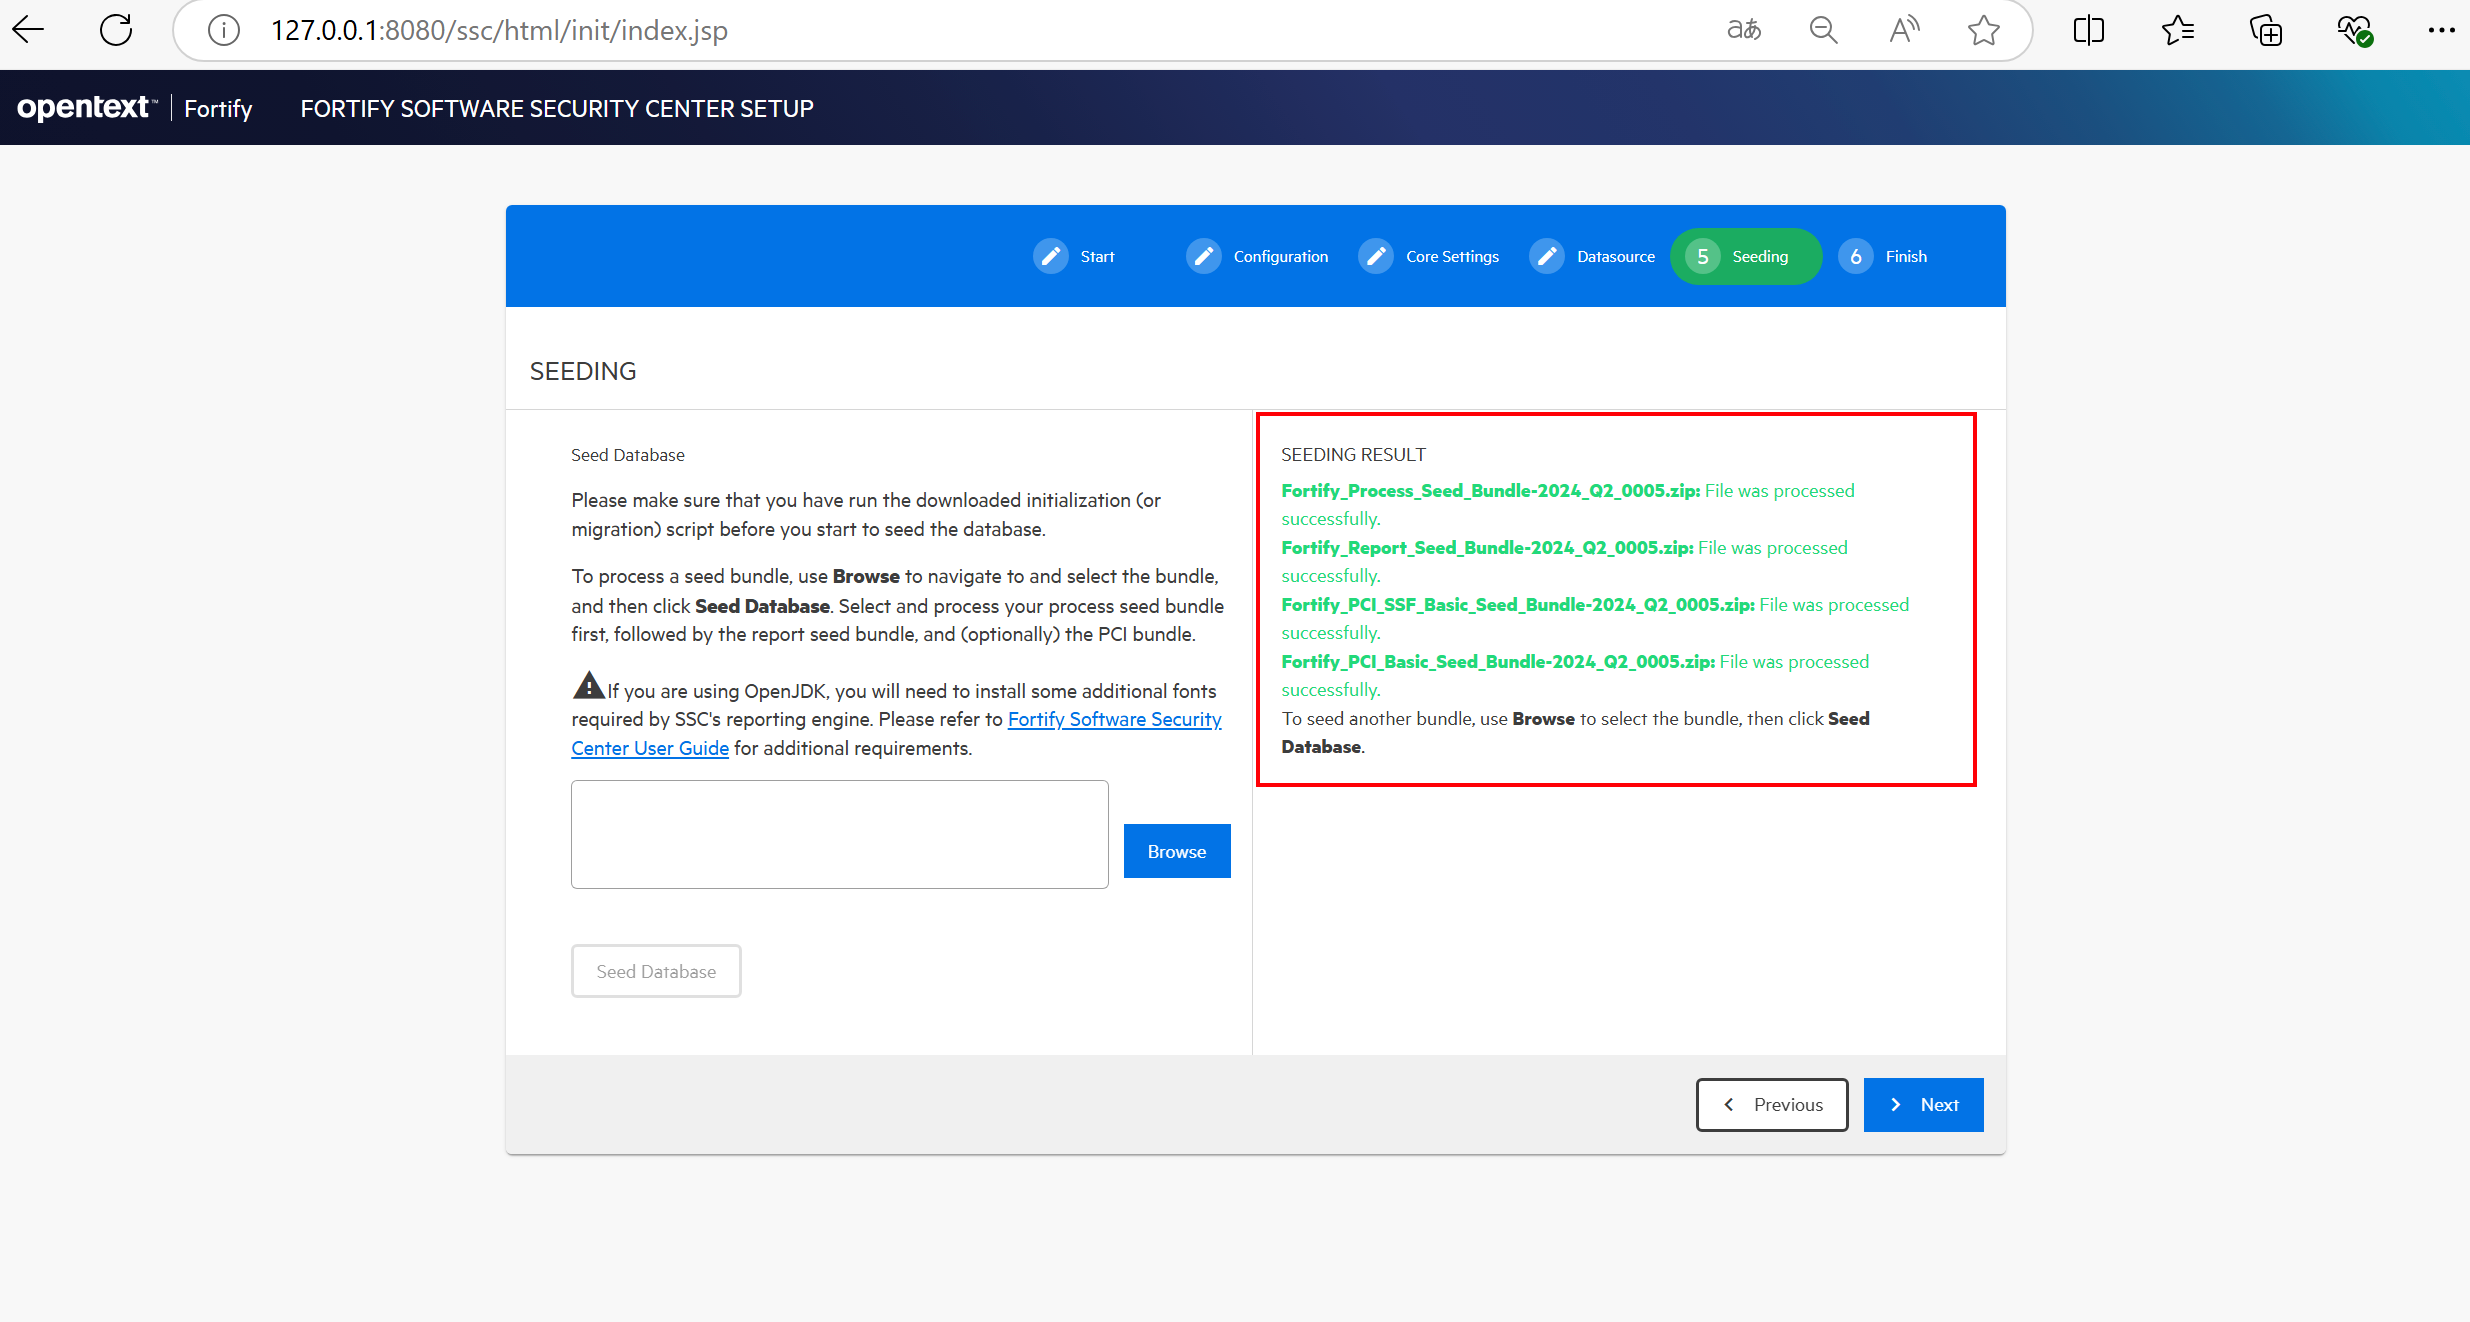 127.0.0.1:8080/ssc/html/init/index.jsp
aあ
A
opentext™ | Fortify
FORTIFY SOFTWARE SECURITY CENTER SETUP
Start
Configuration
Core Settings
Datasource
5 Seeding
6 Finish
SEEDING
Seed Database
Please make sure that you have run the downloaded initialization (or
migration) script before you start to seed the database.
To process a seed bundle, use Browse to navigate to and select the bundle,
and then click Seed Database. Select and process your process seed bundle
first, followed by the report seed bundle, and (optionally) the PCI bundle.
If you are using OpenJDK, you will need to install some additional fonts
required by SSC's reporting engine. Please refer to Fortify Software Security
Center User Guide for additional requirements.
Browse
Seed Database
SEEDING RESULT
Fortify_Process_Seed_Bundle-2024_Q2_0005.zip: File was processed
successfully.
Fortify_Report_Seed_Bundle-2024_Q2_0005.zip: File was processed
successfully.
Fortify_PCI_SSF_Basic_Seed_Bundle-2024_Q2_0005.zip: File was processed
successfully.
Fortify_PCI_Basic_Seed_Bundle-2024_Q2_0005.zip: File was processed
successfully.
To seed another bundle, use Browse to select the bundle, then click Seed
Database.
Previous
Next